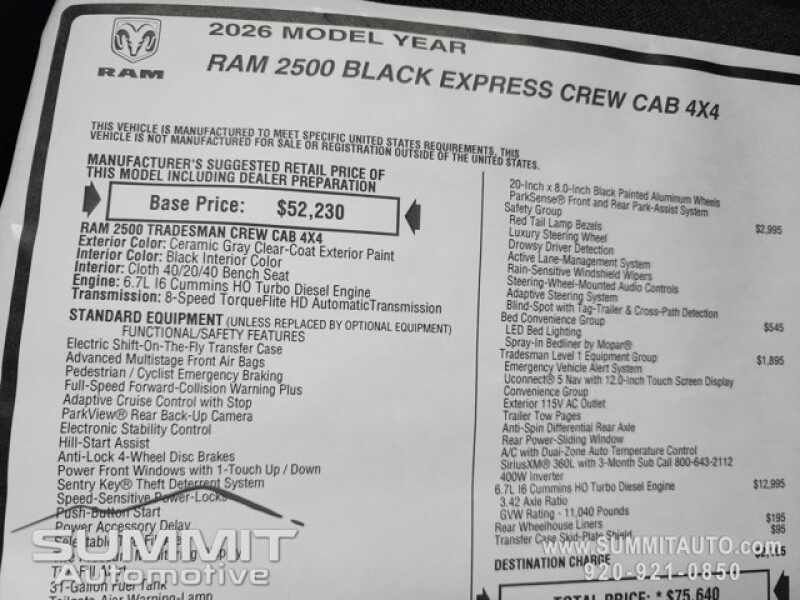 RAM
2026 MODEL YEAR
RAM 2500 BLACK EXPRESS CREW CAB 4X4
THIS VEHICLE IS MANUFACTURED TO MEET SPECIFIC UNITED STATES REQUIREMENTS. THIS
VEHICLE IS NOT MANUFACTURED FOR SALE OR REGISTRATION OUTSIDE OF THE UNITED STATES.
MANUFACTURER'S SUGGESTED RETAIL PRICE OF
THIS MODEL INCLUDING DEALER PREPARATION
Base Price: $52,230
RAM 2500 TRADESMAN CREW CAB 4X4
Exterior Color: Ceramic Gray Clear-Coat Exterior Paint
Interior Color: Black Interior Color
Interior: Cloth 40/20/40 Bench Seat
Engine: 6.7L I6 Cummins HO Turbo Diesel Engine
Transmission: 8-Speed TorqueFlite HD AutomaticTransmission
STANDARD EQUIPMENT (UNLESS REPLACED BY OPTIONAL EQUIPMENT)
FUNCTIONAL/SAFETY FEATURES
Electric Shift-On-The-Fly Transfer Case
Advanced Multistage Front Air Bags
Pedestrian / Cyclist Emergency Braking
Full-Speed Forward-Collision Warning Plus
Adaptive Cruise Control with Stop
ParkView® Rear Back-Up Camera
Electronic Stability Control
Hill-Start Assist
Anti-Lock 4-Wheel Disc Brakes
Power Front Windows with 1-Touch Up / Down
Sentry Key® Theft Deterrent System
Speed-Sensitive Power-Locks
Push-Button Start
Power Accessory Delay
31-Gallon Fuel Tank
Tailgate Ajar Warning-Lamp
20-Inch x 8.0-Inch Black Painted Aluminum Wheels
ParkSense® Front and Rear Park-Assist System
Safety Group $2,995
Red Tail Lamp Bezels
Luxury Steering Wheel
Drowsy Driver Detection
Active Lane-Management System
Rain-Sensitive Windshield Wipers
Steering-Wheel-Mounted Audio Controls
Adaptive Steering System
Blind-Spot with Tag-Trailer & Cross-Path Detection
Bed Convenience Group $545
LED Bed Lighting
Spray-In Bedliner by Mopar®
Tradesman Level 1 Equipment Group $1,895
Emergency Vehicle Alert System
Uconnect® 5 Nav with 12.0-Inch Touch Screen Display
Convenience Group
Exterior 115V AC Outlet
Trailer Tow Pages
Anti-Spin Differential Rear Axle
Rear Power-Sliding Window
A/C with Dual-Zone Auto Temperature Control
SiriusXM® 360L with 3-Month Sub Call 800-643-2112
400W Inverter
6.7L I6 Cummins HO Turbo Diesel Engine $12,995
3.42 Axle Ratio
GVW Rating - 11,040 Pounds
Rear Wheelhouse Liners $195
Transfer Case Skid-Plate Shield $95
DESTINATION CHARGE
TOTAL PRICE: * $75,640
SUMMIT
Automotive
WWW.SUMMITAUTO.COM
920-921-0850